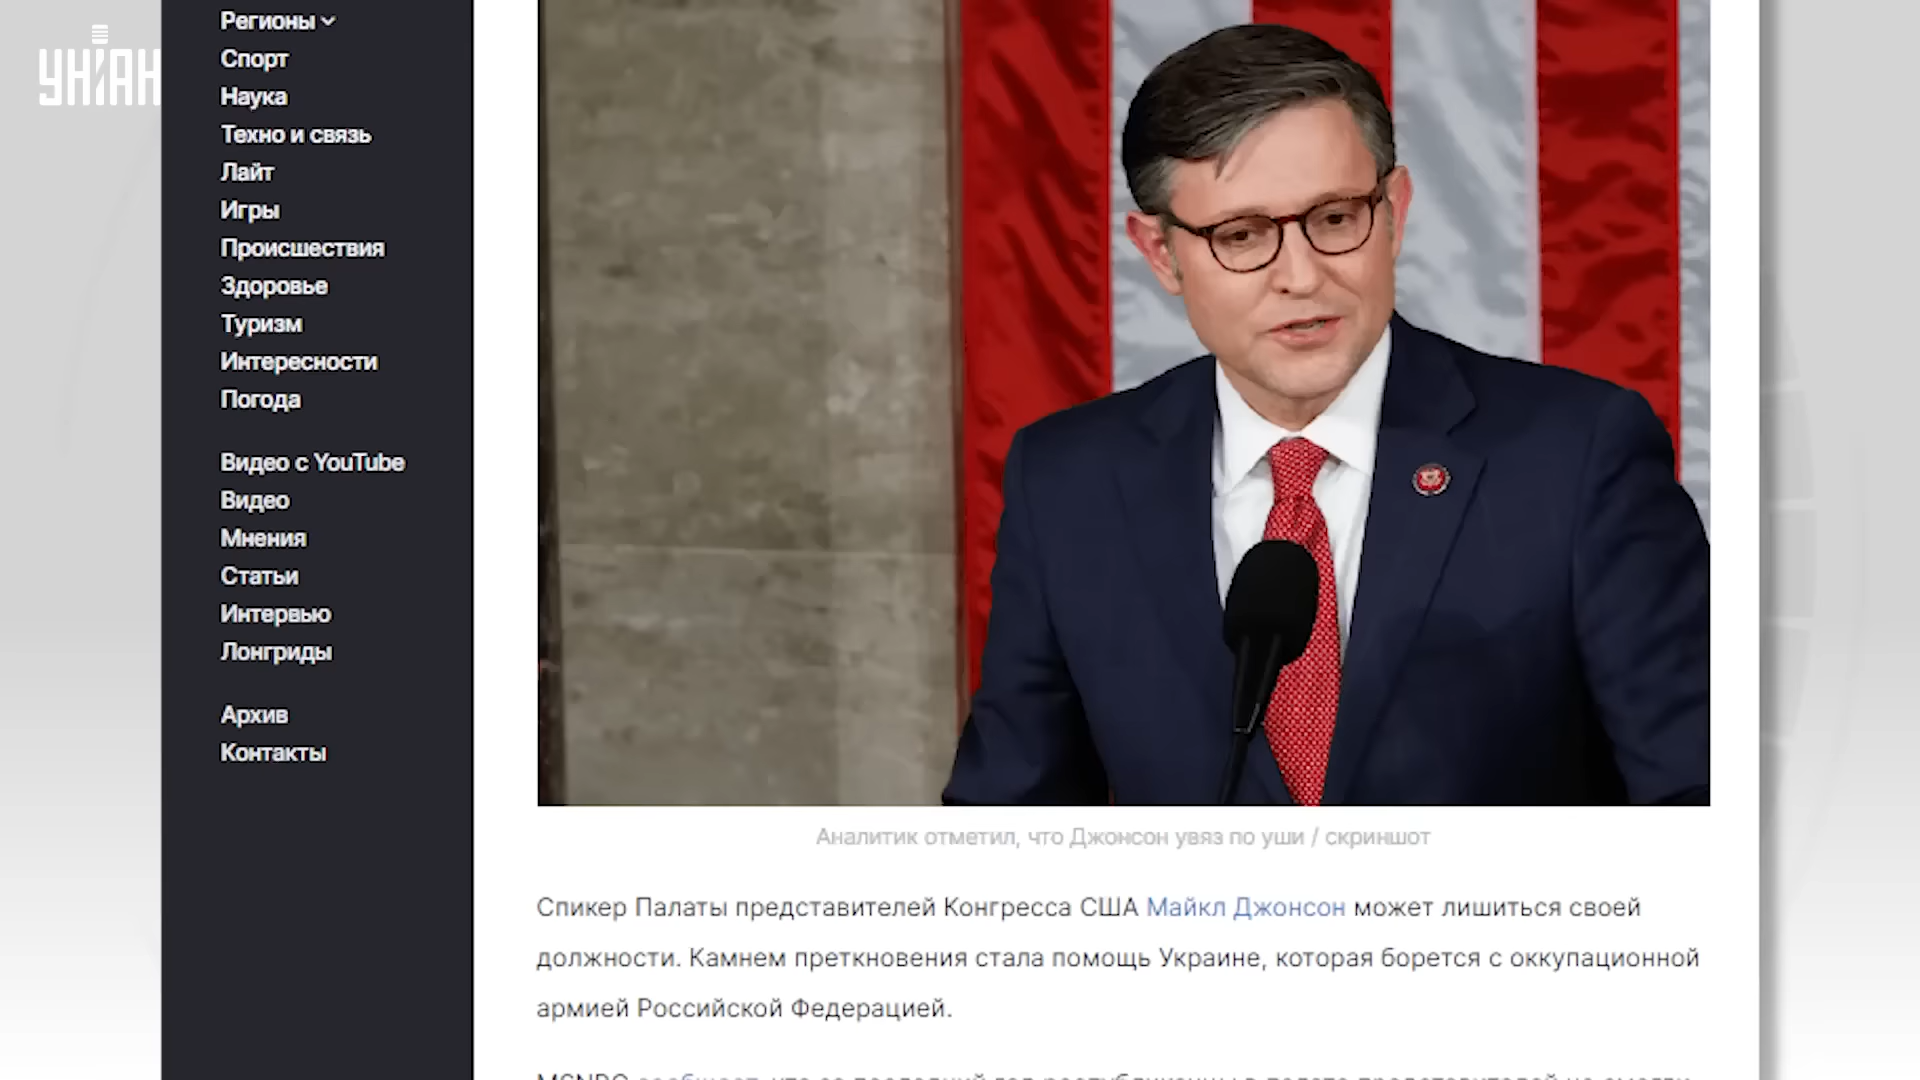 УНІАН
Регионы
Спорт
Наука
Техно и связь
Лайт
Игры
Происшествия
Здоровье
Туризм
Интересности
Погода
Видео с YouTube
Видео
Мнения
Статьи
Интервью
Лонгриды
Архив
Контакты
Аналитик отметил, что Джонсон увяз по уши / скриншот
Спикер Палаты представителей Конгресса США Майкл Джонсон может лишиться своей
должности. Камнем преткновения стала помощь Украине, которая борется с оккупационной
армией Российской Федерацией.